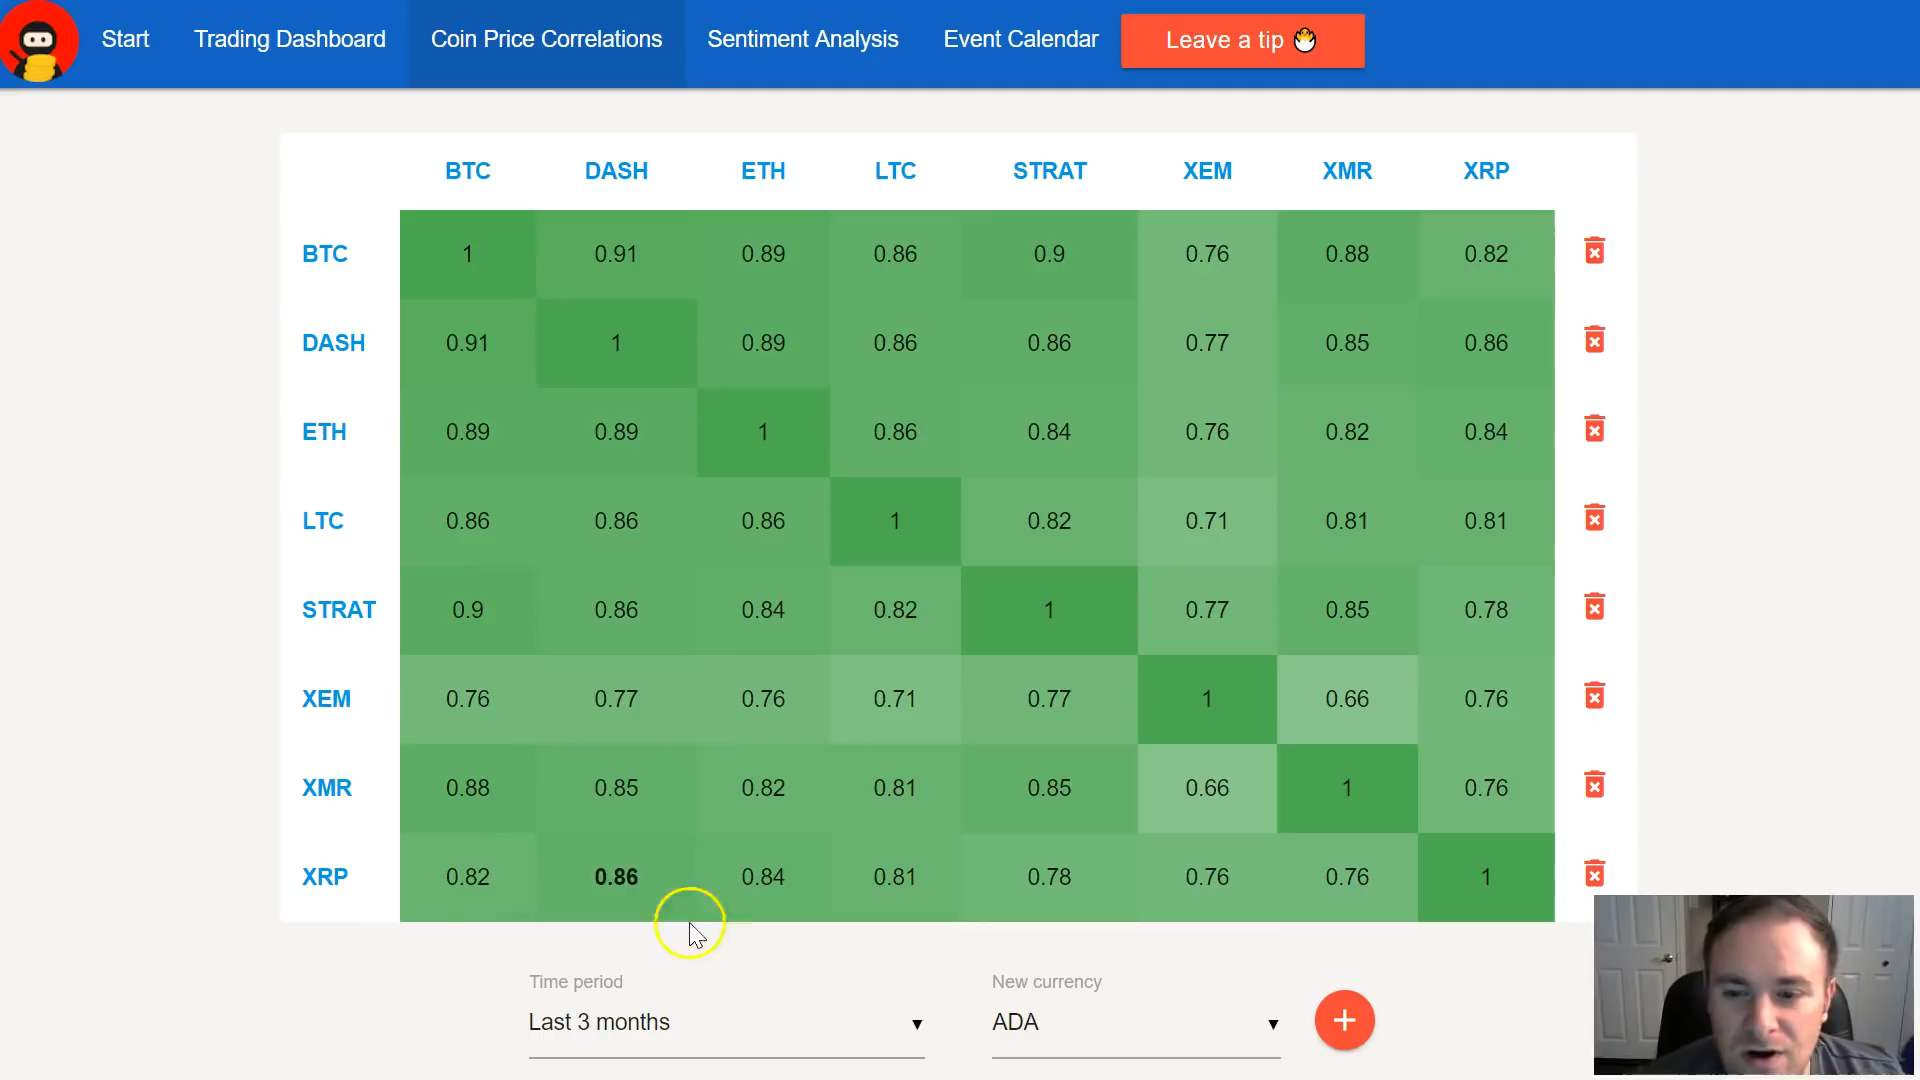 Start Trading Dashboard Coin Price Correlations Sentiment Analysis Event Calendar Leave a tip
BTC DASH ETH LTC STRAT XEM XMR XRP
BTC 1 0.91 0.89 0.86 0.9 0.76 0.88 0.82
DASH 0.91 1 0.89 0.86 0.86 0.77 0.85 0.86
ETH 0.89 0.89 1 0.86 0.84 0.76 0.82 0.84
LTC 0.86 0.86 0.86 1 0.82 0.71 0.81 0.81
STRAT 0.9 0.86 0.84 0.82 1 0.77 0.85 0.78
XEM 0.76 0.77 0.76 0.71 0.77 1 0.66 0.76
XMR 0.88 0.85 0.82 0.81 0.85 0.66 1 0.76
XRP 0.82 0.86 0.84 0.81 0.78 0.76 0.76 1
Time period New currency
Last 3 months ADA